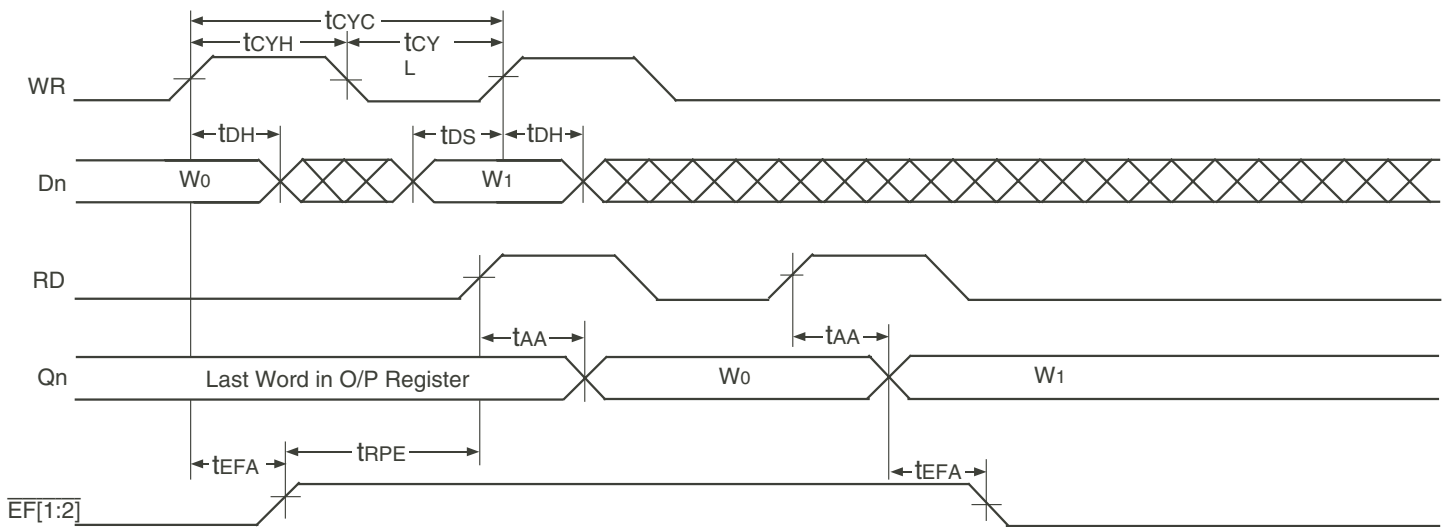 tCYC
tCYH
tCY
L
WR
tDH
tDS
tDH
Dn
W0
W1
RD
tAA
tAA
Qn
Last Word in O/P Register
W0
W1
tEFA
tRPE
tEFA
EF[1:2]